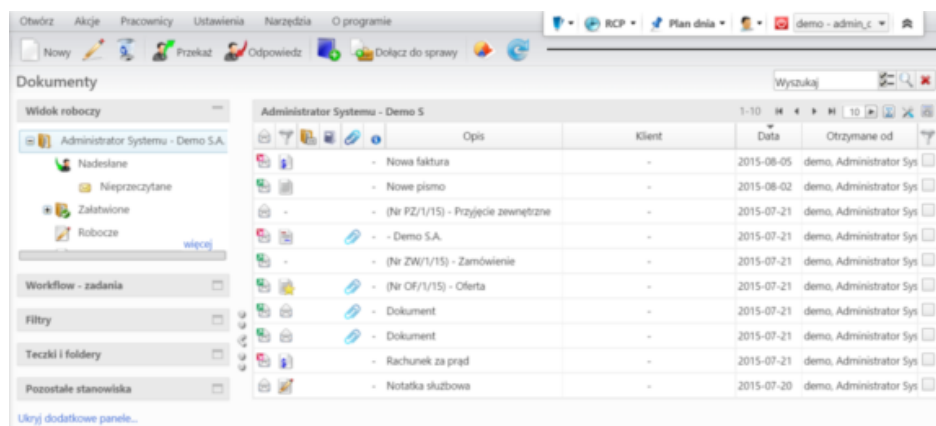 Otwórz Akcje Pracownicy Ustawienia Narzędzia O programie RCP Plan dnia demo - admin_c
Nowy Przekaż Odpowiedz Dołącz do sprawy
Dokumenty Wyszukaj
Widok roboczy
Administrator Systemu - Demo S.A.
Nadesłane
Nieprzeczytane
Załatwione
Robocze
więcej
Workflow - zadania
Filtry
Teczki i foldery
Pozostałe stanowiska
Ukryj dodatkowe panele...
Administrator Systemu - Demo S 1-10 10
Opis Klient Data Otrzymane od
- Nowa faktura - 2015-08-05 demo, Administrator Sys
- Nowe pismo - 2015-08-02 demo, Administrator Sys
- - (Nr PZ/1/15) - Przyjęcie zewnętrzne - 2015-07-21 demo, Administrator Sys
- - Demo S.A. - 2015-07-21 demo, Administrator Sys
- - (Nr ZW/1/15) - Zamówienie - 2015-07-21 demo, Administrator Sys
- (Nr OF/1/15) - Oferta - 2015-07-21 demo, Administrator Sys
- Dokument - 2015-07-21 demo, Administrator Sys
- Dokument - 2015-07-21 demo, Administrator Sys
- Rachunek za prąd - 2015-07-21 demo, Administrator Sys
- Notatka służbowa - 2015-07-20 demo, Administrator Sys